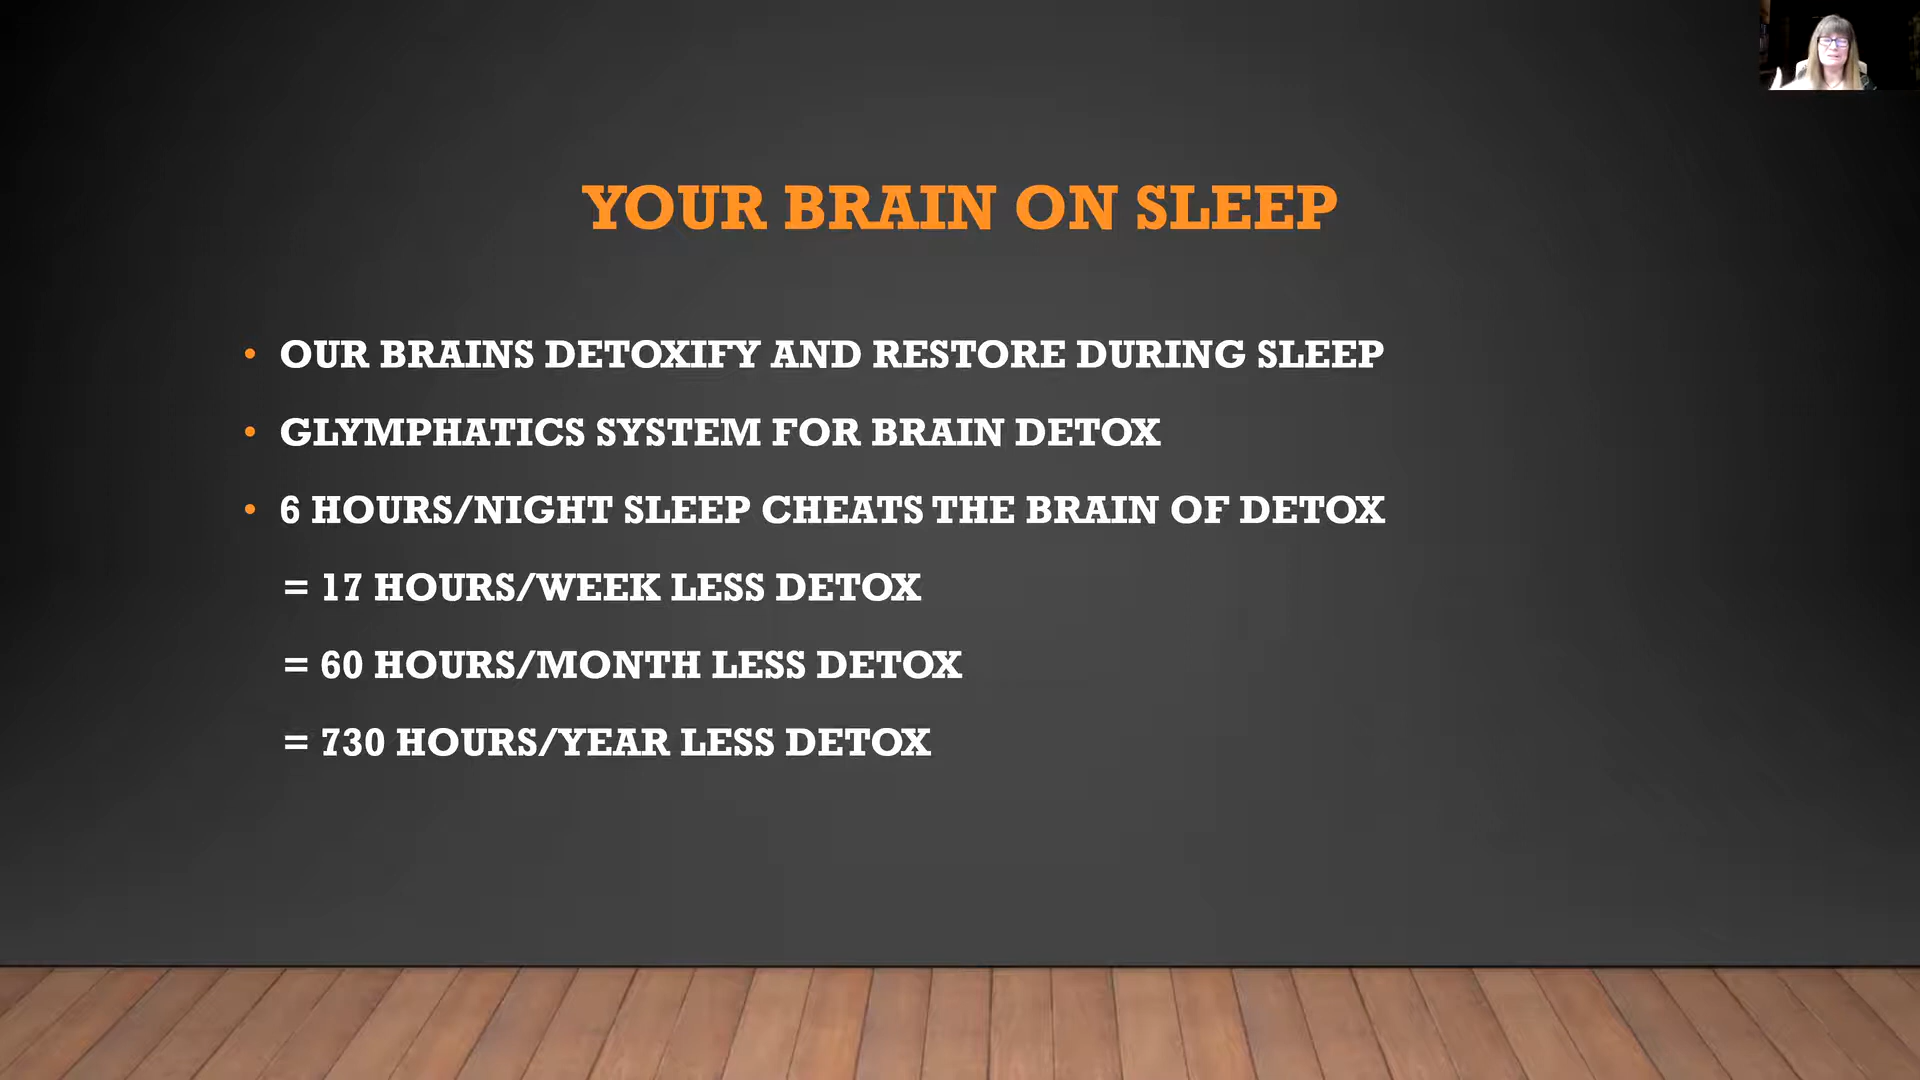 YOUR BRAIN ON SLEEP
• OUR BRAINS DETOXIFY AND RESTORE DURING SLEEP
• GLYMPHATICS SYSTEM FOR BRAIN DETOX
• 6 HOURS/NIGHT SLEEP CHEATS THE BRAIN OF DETOX
= 17 HOURS/WEEK LESS DETOX
= 60 HOURS/MONTH LESS DETOX
= 730 HOURS/YEAR LESS DETOX